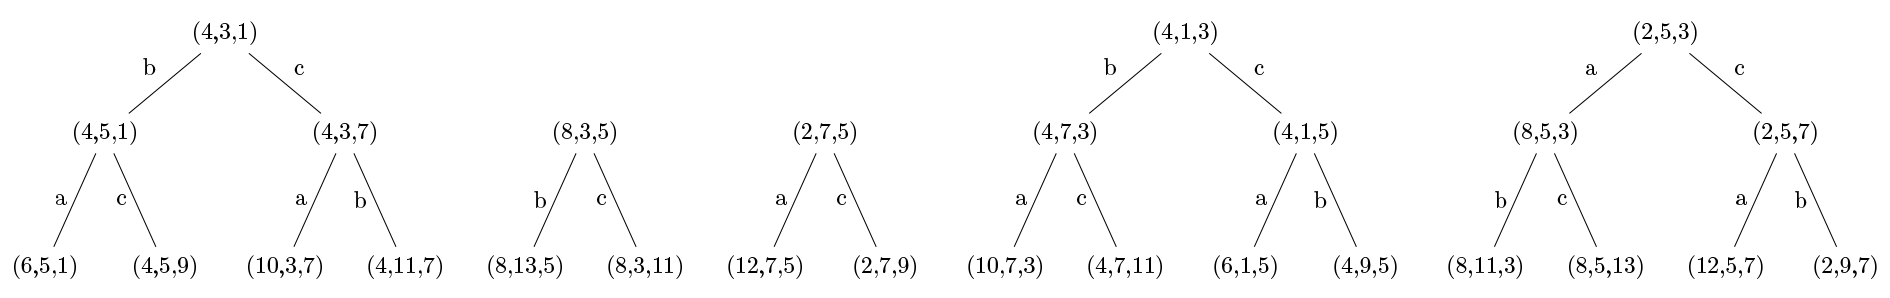 (4,3,1) (4,1,3) (2,5,3)
b c b c a c
(4,5,1) (4,3,7) (8,3,5) (2,7,5) (4,7,3) (4,1,5) (8,5,3) (2,5,7)
a c a b b c a c a c a b b c a b
(6,5,1) (4,5,9) (10,3,7) (4,11,7) (8,13,5) (8,3,11) (12,7,5) (2,7,9) (10,7,3) (4,7,11) (6,1,5) (4,9,5) (8,11,3) (8,5,13) (12,5,7) (2,9,7)